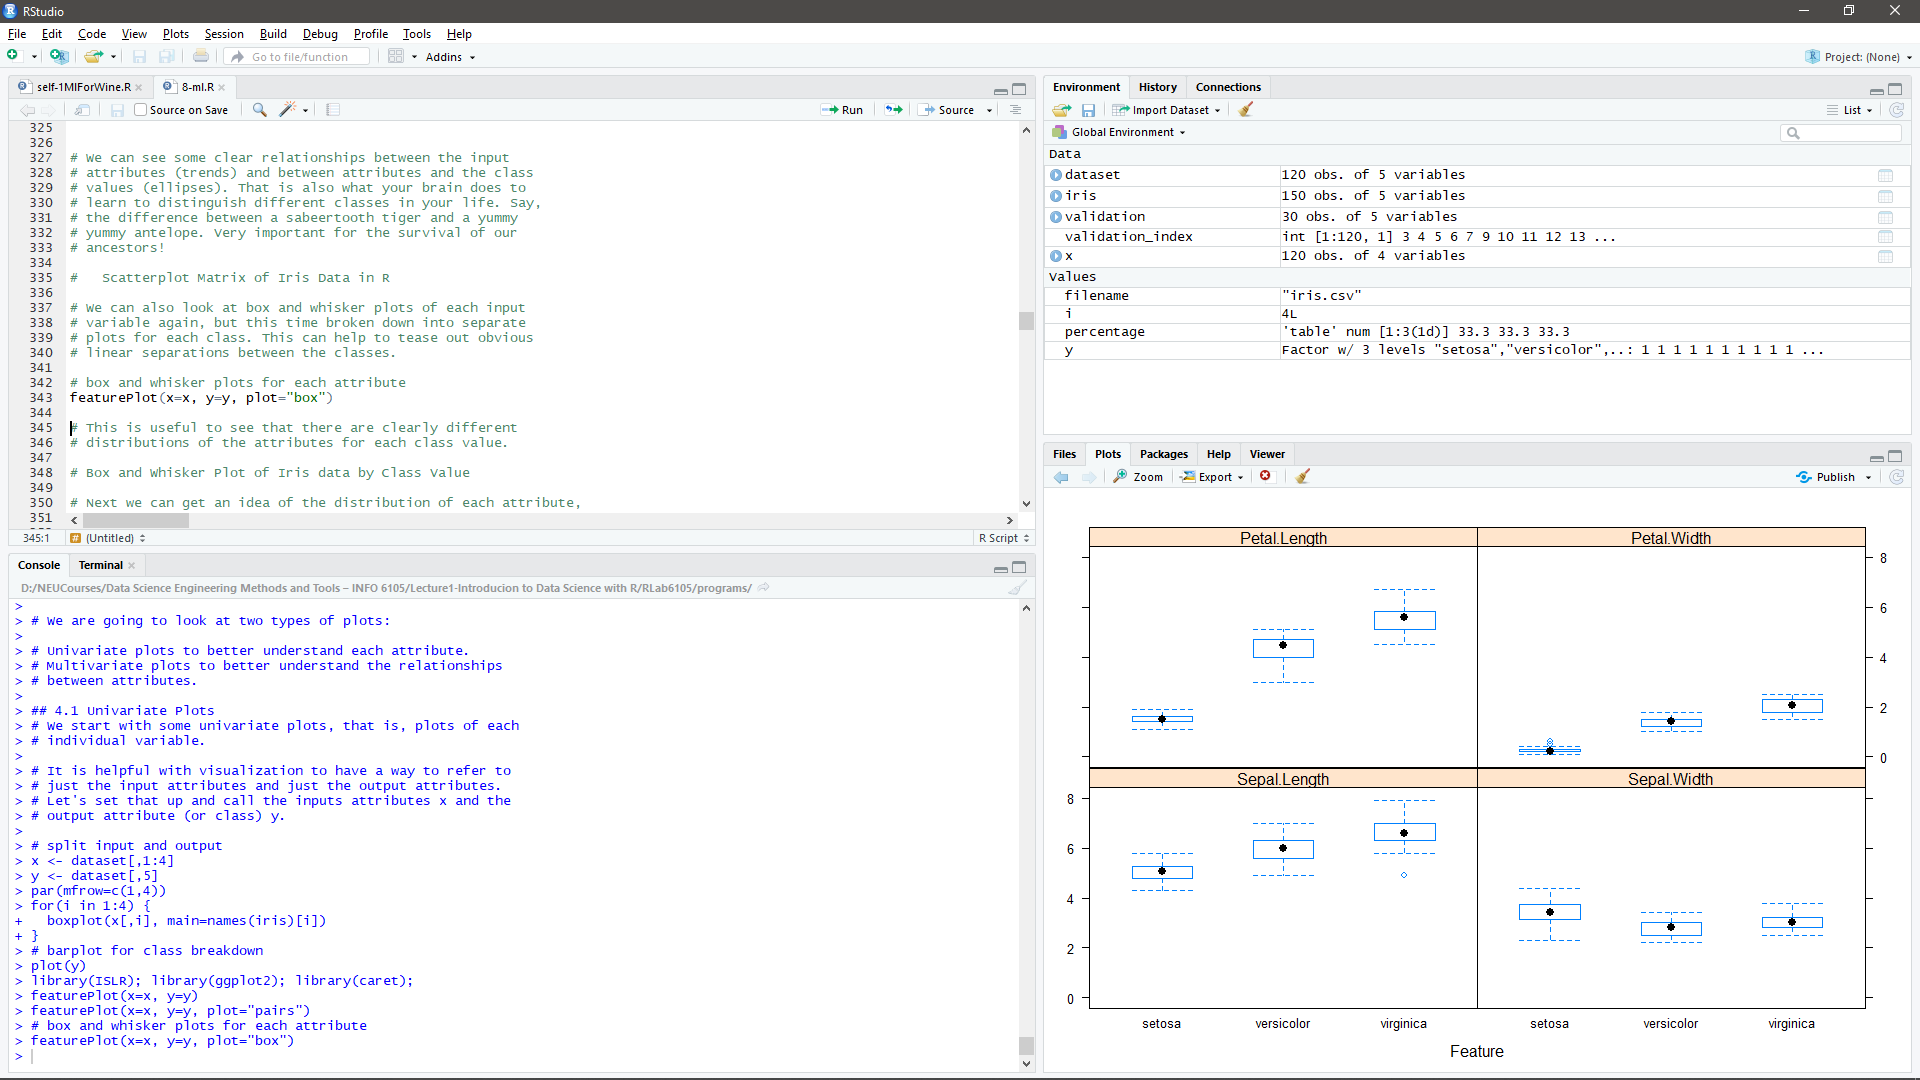 RStudio
File Edit Code View Plots Session Build Debug Profile Tools Help
Go to file/function
Addins
Project: (None)
self-1MlForWine.R
8-ml.R
Source on Save
Run
Source
325
326
327 # We can see some clear relationships between the input
328 # attributes (trends) and between attributes and the class
329 # values (ellipses). That is also what your brain does to
330 # learn to distinguish different classes in your life. Say,
331 # the difference between a sabeertooth tiger and a yummy
332 # yummy antelope. Very important for the survival of our
333 # ancestors!
334
335 #   Scatterplot Matrix of Iris Data in R
336
337 # We can also look at box and whisker plots of each input
338 # variable again, but this time broken down into separate
339 # plots for each class. This can help to tease out obvious
340 # linear separations between the classes.
341
342 # box and whisker plots for each attribute
343 featurePlot(x=x, y=y, plot="box")
344
345 # This is useful to see that there are clearly different
346 # distributions of the attributes for each class value.
347
348 # Box and Whisker Plot of Iris data by Class Value
349
350 # Next we can get an idea of the distribution of each attribute,
351
345:1
(Untitled)
R Script
Console
Terminal
D:/NEUCourses/Data Science Engineering Methods and Tools – INFO 6105/Lecture1-Introducion to Data Science with R/RLab6105/programs/
>
> # We are going to look at two types of plots:
>
> # Univariate plots to better understand each attribute.
> # Multivariate plots to better understand the relationships
> # between attributes.
>
> ## 4.1 Univariate Plots
> # We start with some univariate plots, that is, plots of each
> # individual variable.
>
> # It is helpful with visualization to have a way to refer to
> # just the input attributes and just the output attributes.
> # Let's set that up and call the inputs attributes x and the
> # output attribute (or class) y.
>
> # split input and output
> x <- dataset[,1:4]
> y <- dataset[,5]
> par(mfrow=c(1,4))
> for(i in 1:4) {
+   boxplot(x[,i], main=names(iris)[i])
+ }
> # barplot for class breakdown
> plot(y)
> library(ISLR); library(ggplot2); library(caret);
> featurePlot(x=x, y=y)
> featurePlot(x=x, y=y, plot="pairs")
> # box and whisker plots for each attribute
> featurePlot(x=x, y=y, plot="box")
>
Environment History Connections
Import Dataset
List
Global Environment
Data
dataset 120 obs. of 5 variables
iris 150 obs. of 5 variables
validation 30 obs. of 5 variables
validation_index int [1:120, 1] 3 4 5 6 7 9 10 11 12 13 ...
x 120 obs. of 4 variables
Values
filename "iris.csv"
i 4L
percentage 'table' num [1:3(1d)] 33.3 33.3 33.3
y Factor w/ 3 levels "setosa","versicolor",..: 1 1 1 1 1 1 1 1 1 1 ...
Files Plots Packages Help Viewer
Zoom
Export
Publish
Petal.Length
Petal.Width
8
6
4
2
0
Sepal.Length
Sepal.Width
8
6
4
2
0
setosa versicolor virginica setosa versicolor virginica
Feature